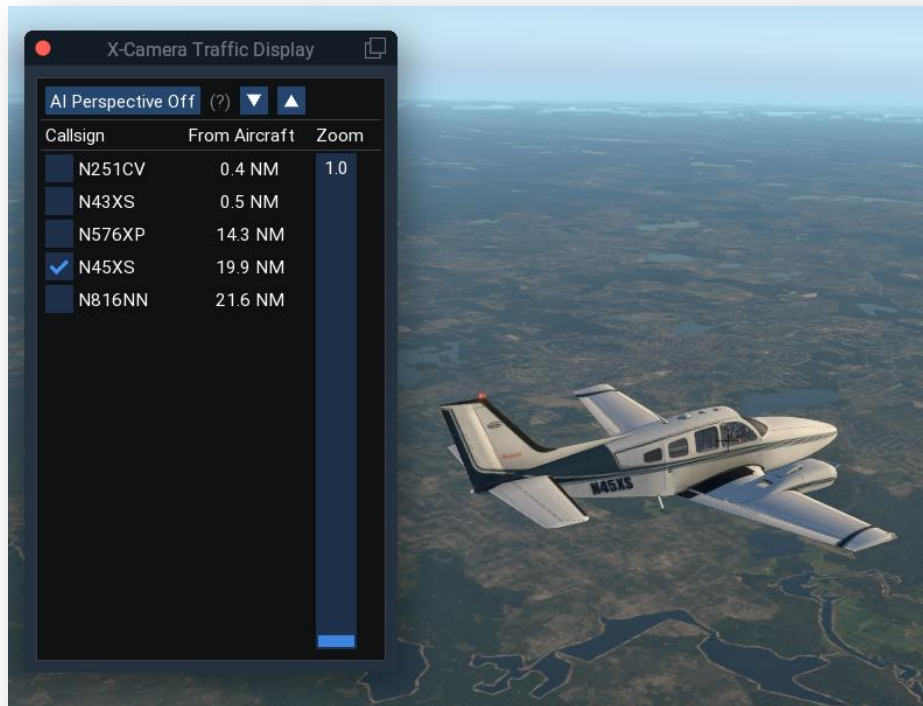 X-Camera Traffic Display
AI Perspective Off (?)
Callsign From Aircraft Zoom
N251CV 0.4 NM 1.0
N43XS 0.5 NM
N576XP 14.3 NM
N45XS 19.9 NM
N816NN 21.6 NM
N45XS